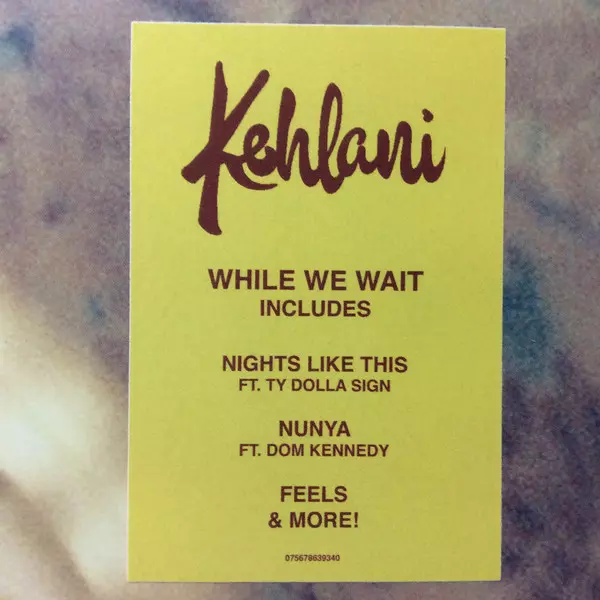 Kehlani
WHILE WE WAIT
INCLUDES
NIGHTS LIKE THIS
FT. TY DOLLA SIGN
NUNYA
FT. DOM KENNEDY
FEELS
& MORE!
075678639340